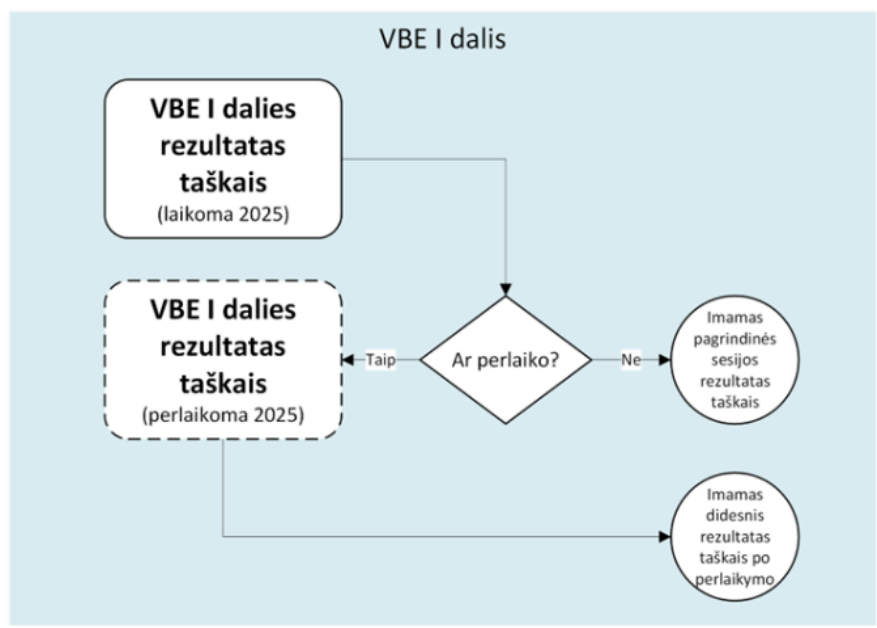 VBE I dalis
VBE I dalies
rezultatas
taškais
(laikoma 2025)
VBE I dalies
rezultatas
taškais
(perlaikoma 2025)
Taip
Ar perlaiko?
Ne
Imamas
pagrindinės
sesijos
rezultatas
taškais
Imamas
didesnis
rezultatas
taškais po
perlaikymo